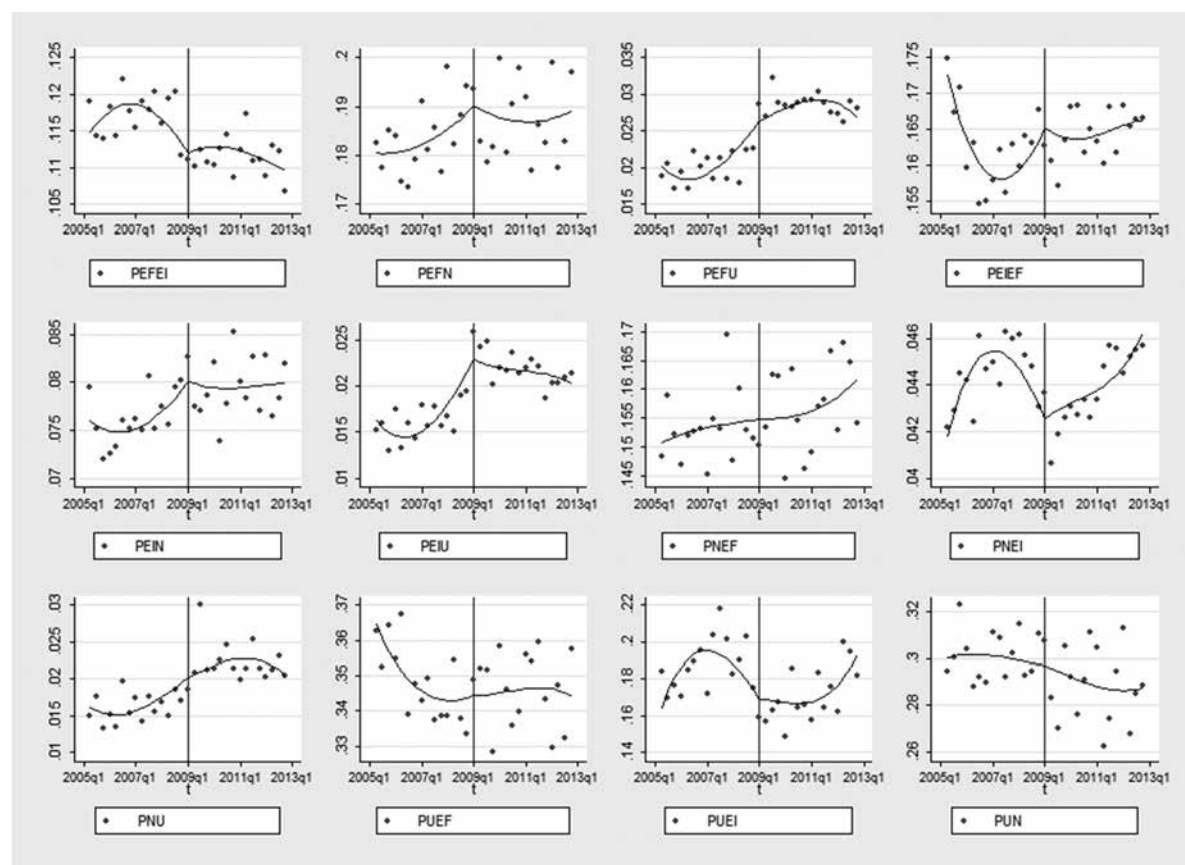 .105 .11 .115 .12 .125
2005q1 2007q1 2009q1 2011q1 2013q1
t
PEFEI
.17 .18 .19 .2
2005q1 2007q1 2009q1 2011q1 2013q1
t
PEFN
.015 .02 .025 .03 .035
2005q1 2007q1 2009q1 2011q1 2013q1
t
PEFU
.155 .16 .165 .17 .175
2005q1 2007q1 2009q1 2011q1 2013q1
t
PEIEF
.07 .075 .08 .085
2005q1 2007q1 2009q1 2011q1 2013q1
t
PEIN
.01 .015 .02 .025
2005q1 2007q1 2009q1 2011q1 2013q1
t
PEIU
.145 .15 .155 .16 .165 .17
2005q1 2007q1 2009q1 2011q1 2013q1
t
PNEF
.04 .042 .044 .046
2005q1 2007q1 2009q1 2011q1 2013q1
t
PNEI
.01 .015 .02 .025 .03
2005q1 2007q1 2009q1 2011q1 2013q1
t
PNU
.33 .34 .35 .36 .37
2005q1 2007q1 2009q1 2011q1 2013q1
t
PUEF
.14 .16 .18 .2 .22
2005q1 2007q1 2009q1 2011q1 2013q1
t
PUEI
.26 .28 .3 .32
2005q1 2007q1 2009q1 2011q1 2013q1
t
PUN